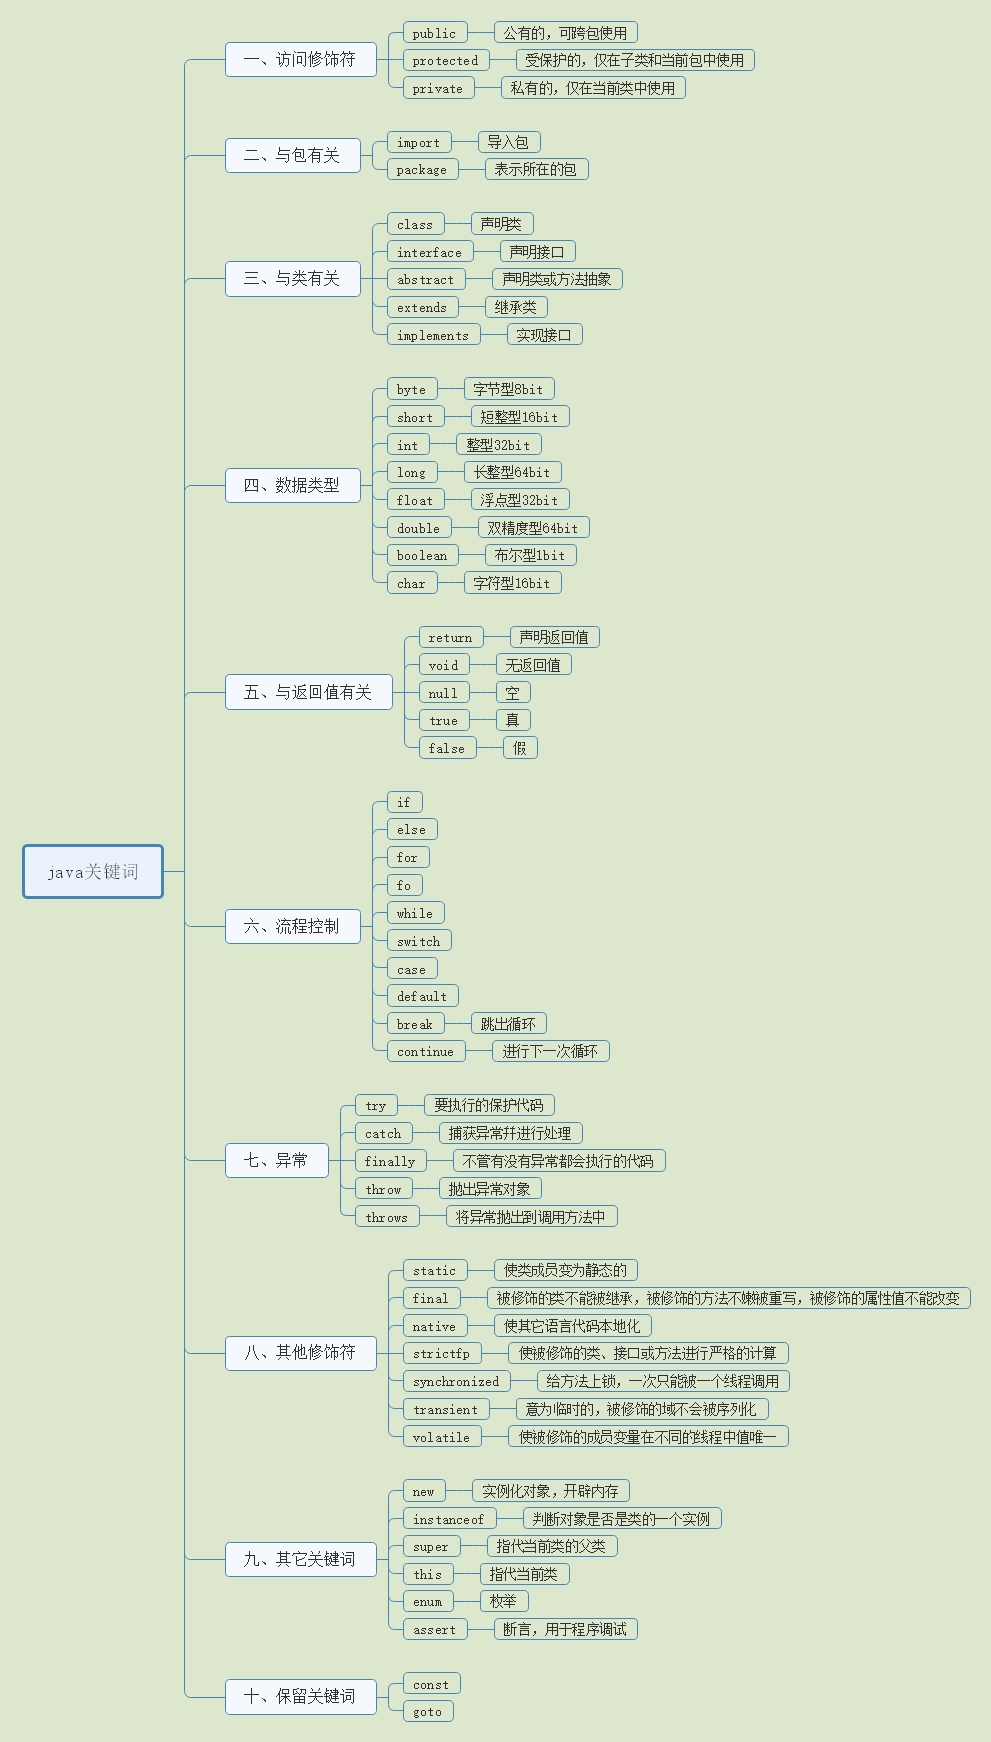 java关键词
一、访问修饰符
public 公有的，可跨包使用
protected 受保护的，仅在子类和当前包中使用
private 私有的，仅在当前类中使用
二、与包有关
import 导入包
package 表示所在的包
三、与类有关
class 声明类
interface 声明接口
abstract 声明类或方法抽象
extends 继承类
implements 实现接口
四、数据类型
byte 字节型8bit
short 短整型16bit
int 整型32bit
long 长整型64bit
float 浮点型32bit
double 双精度型64bit
boolean 布尔型1bit
char 字符型16bit
五、与返回值有关
return 声明返回值
void 无返回值
null 空
true 真
false 假
六、流程控制
if
else
for
fo
while
switch
case
default
break 跳出循环
continue 进行下一次循环
七、异常
try 要执行的保护代码
catch 捕获异常幷进行处理
finally 不管有没有异常都会执行的代码
throw 抛出异常对象
throws 将异常抛出到调用方法中
八、其他修饰符
static 使类成员变为静态的
final 被修饰的类不能被继承，被修饰的方法不嫩被重写，被修饰的属性值不能改变
native 使其它语言代码本地化
strictfp 使被修饰的类、接口或方法进行严格的计算
synchronized 给方法上锁，一次只能被一个线程调用
transient 意为临时的，被修饰的域不会被序列化
volatile 使被修饰的成员变量在不同的线程中值唯一
九、其它关键词
new 实例化对象，开辟内存
instanceof 判断对象是否是类的一个实例
super 指代当前类的父类
this 指代当前类
enum 枚举
assert 断言，用于程序调试
十、保留关键词
const
goto